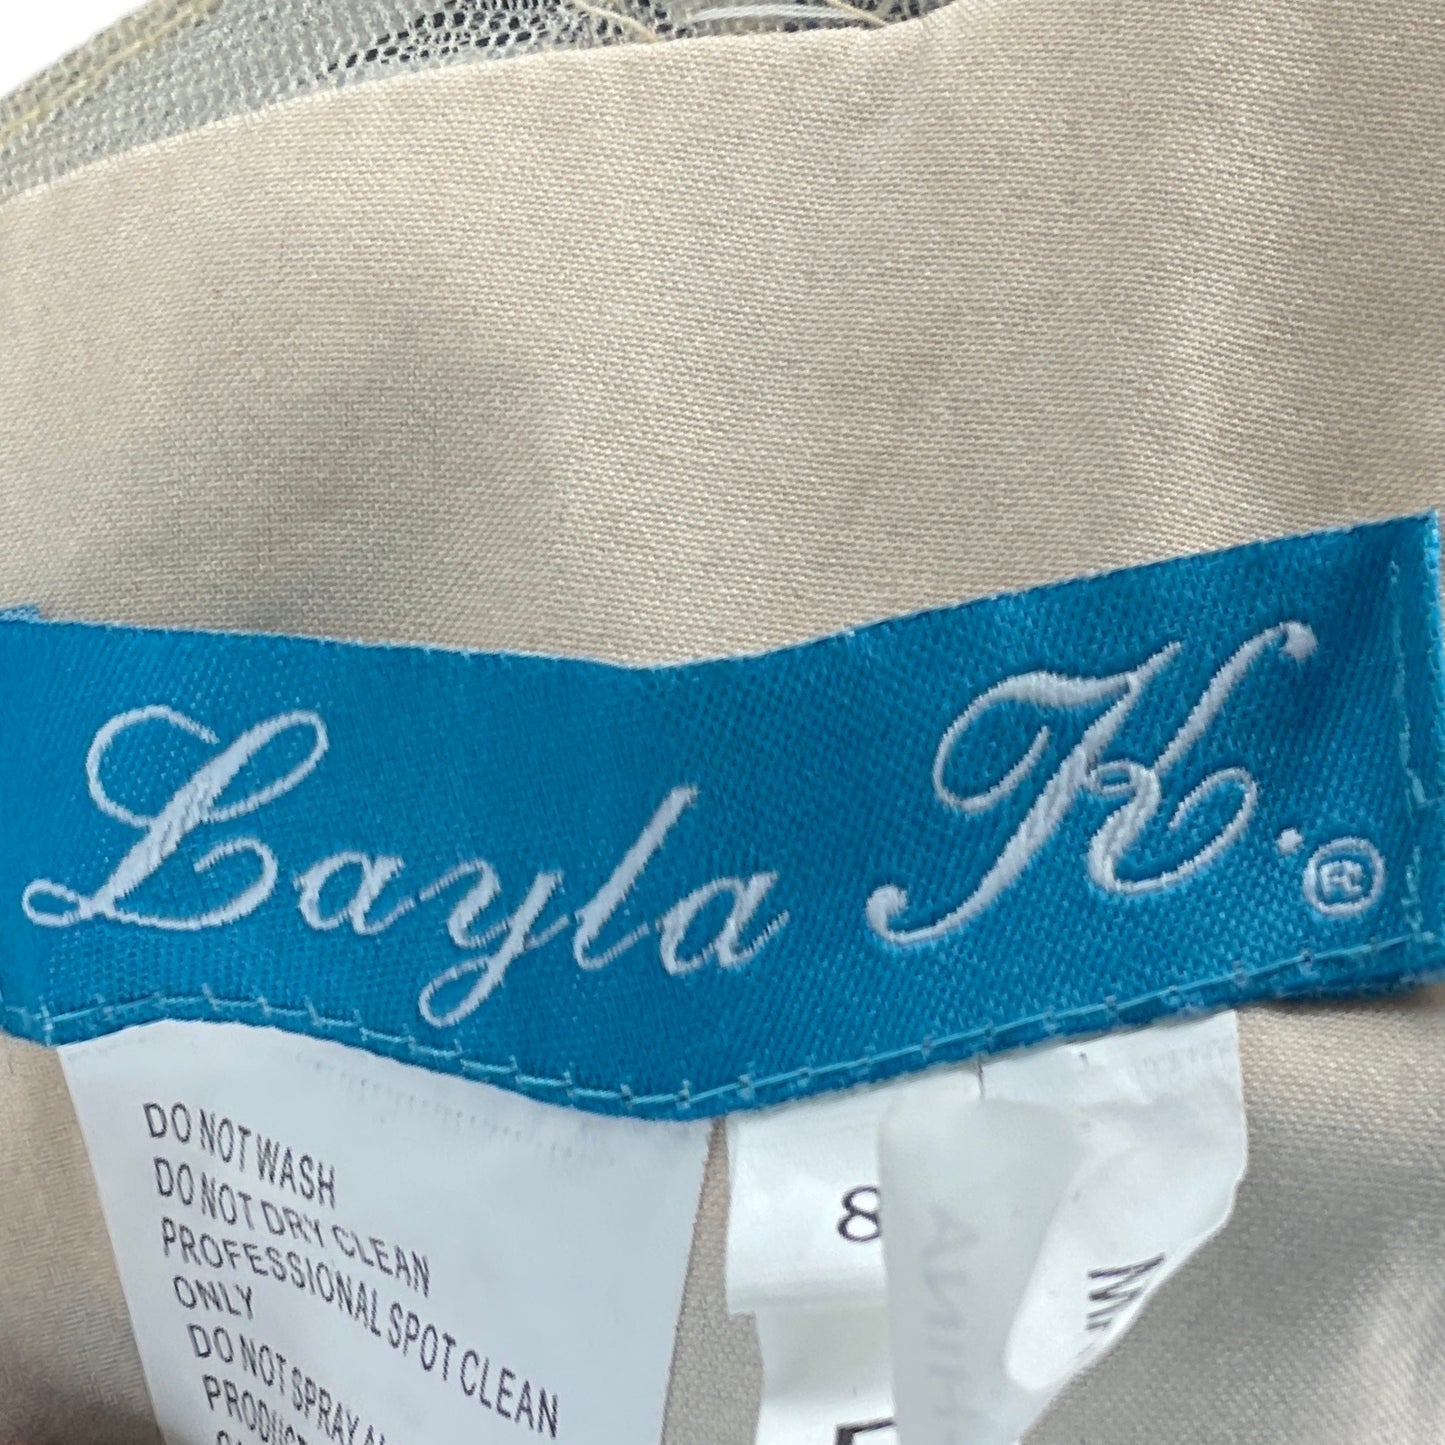 Layla K.®
DO NOT WASH
DO NOT DRY CLEAN
PROFESSIONAL SPOT CLEAN
ONLY
DO NOT SPRAY
8